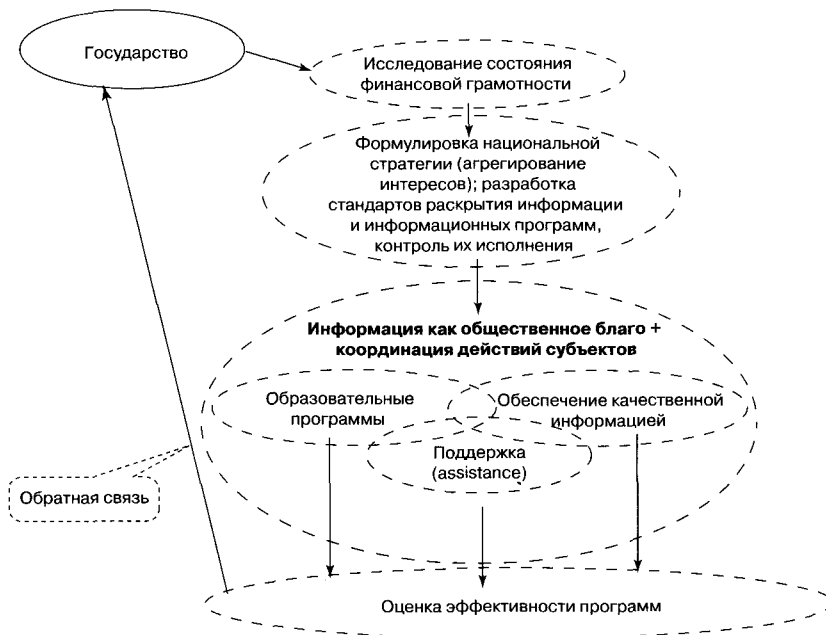 Государство
Исследование состояния
финансовой грамотности
Формулировка национальной
стратегии (агрегирование
интересов); разработка
стандартов раскрытия информации
и информационных программ,
контроль их исполнения
Информация как общественное благо +
координация действий субъектов
Образовательные
программы
Обеспечение качественной
информацией
Поддержка
(assistance)
Обратная связь
Оценка эффективности программ